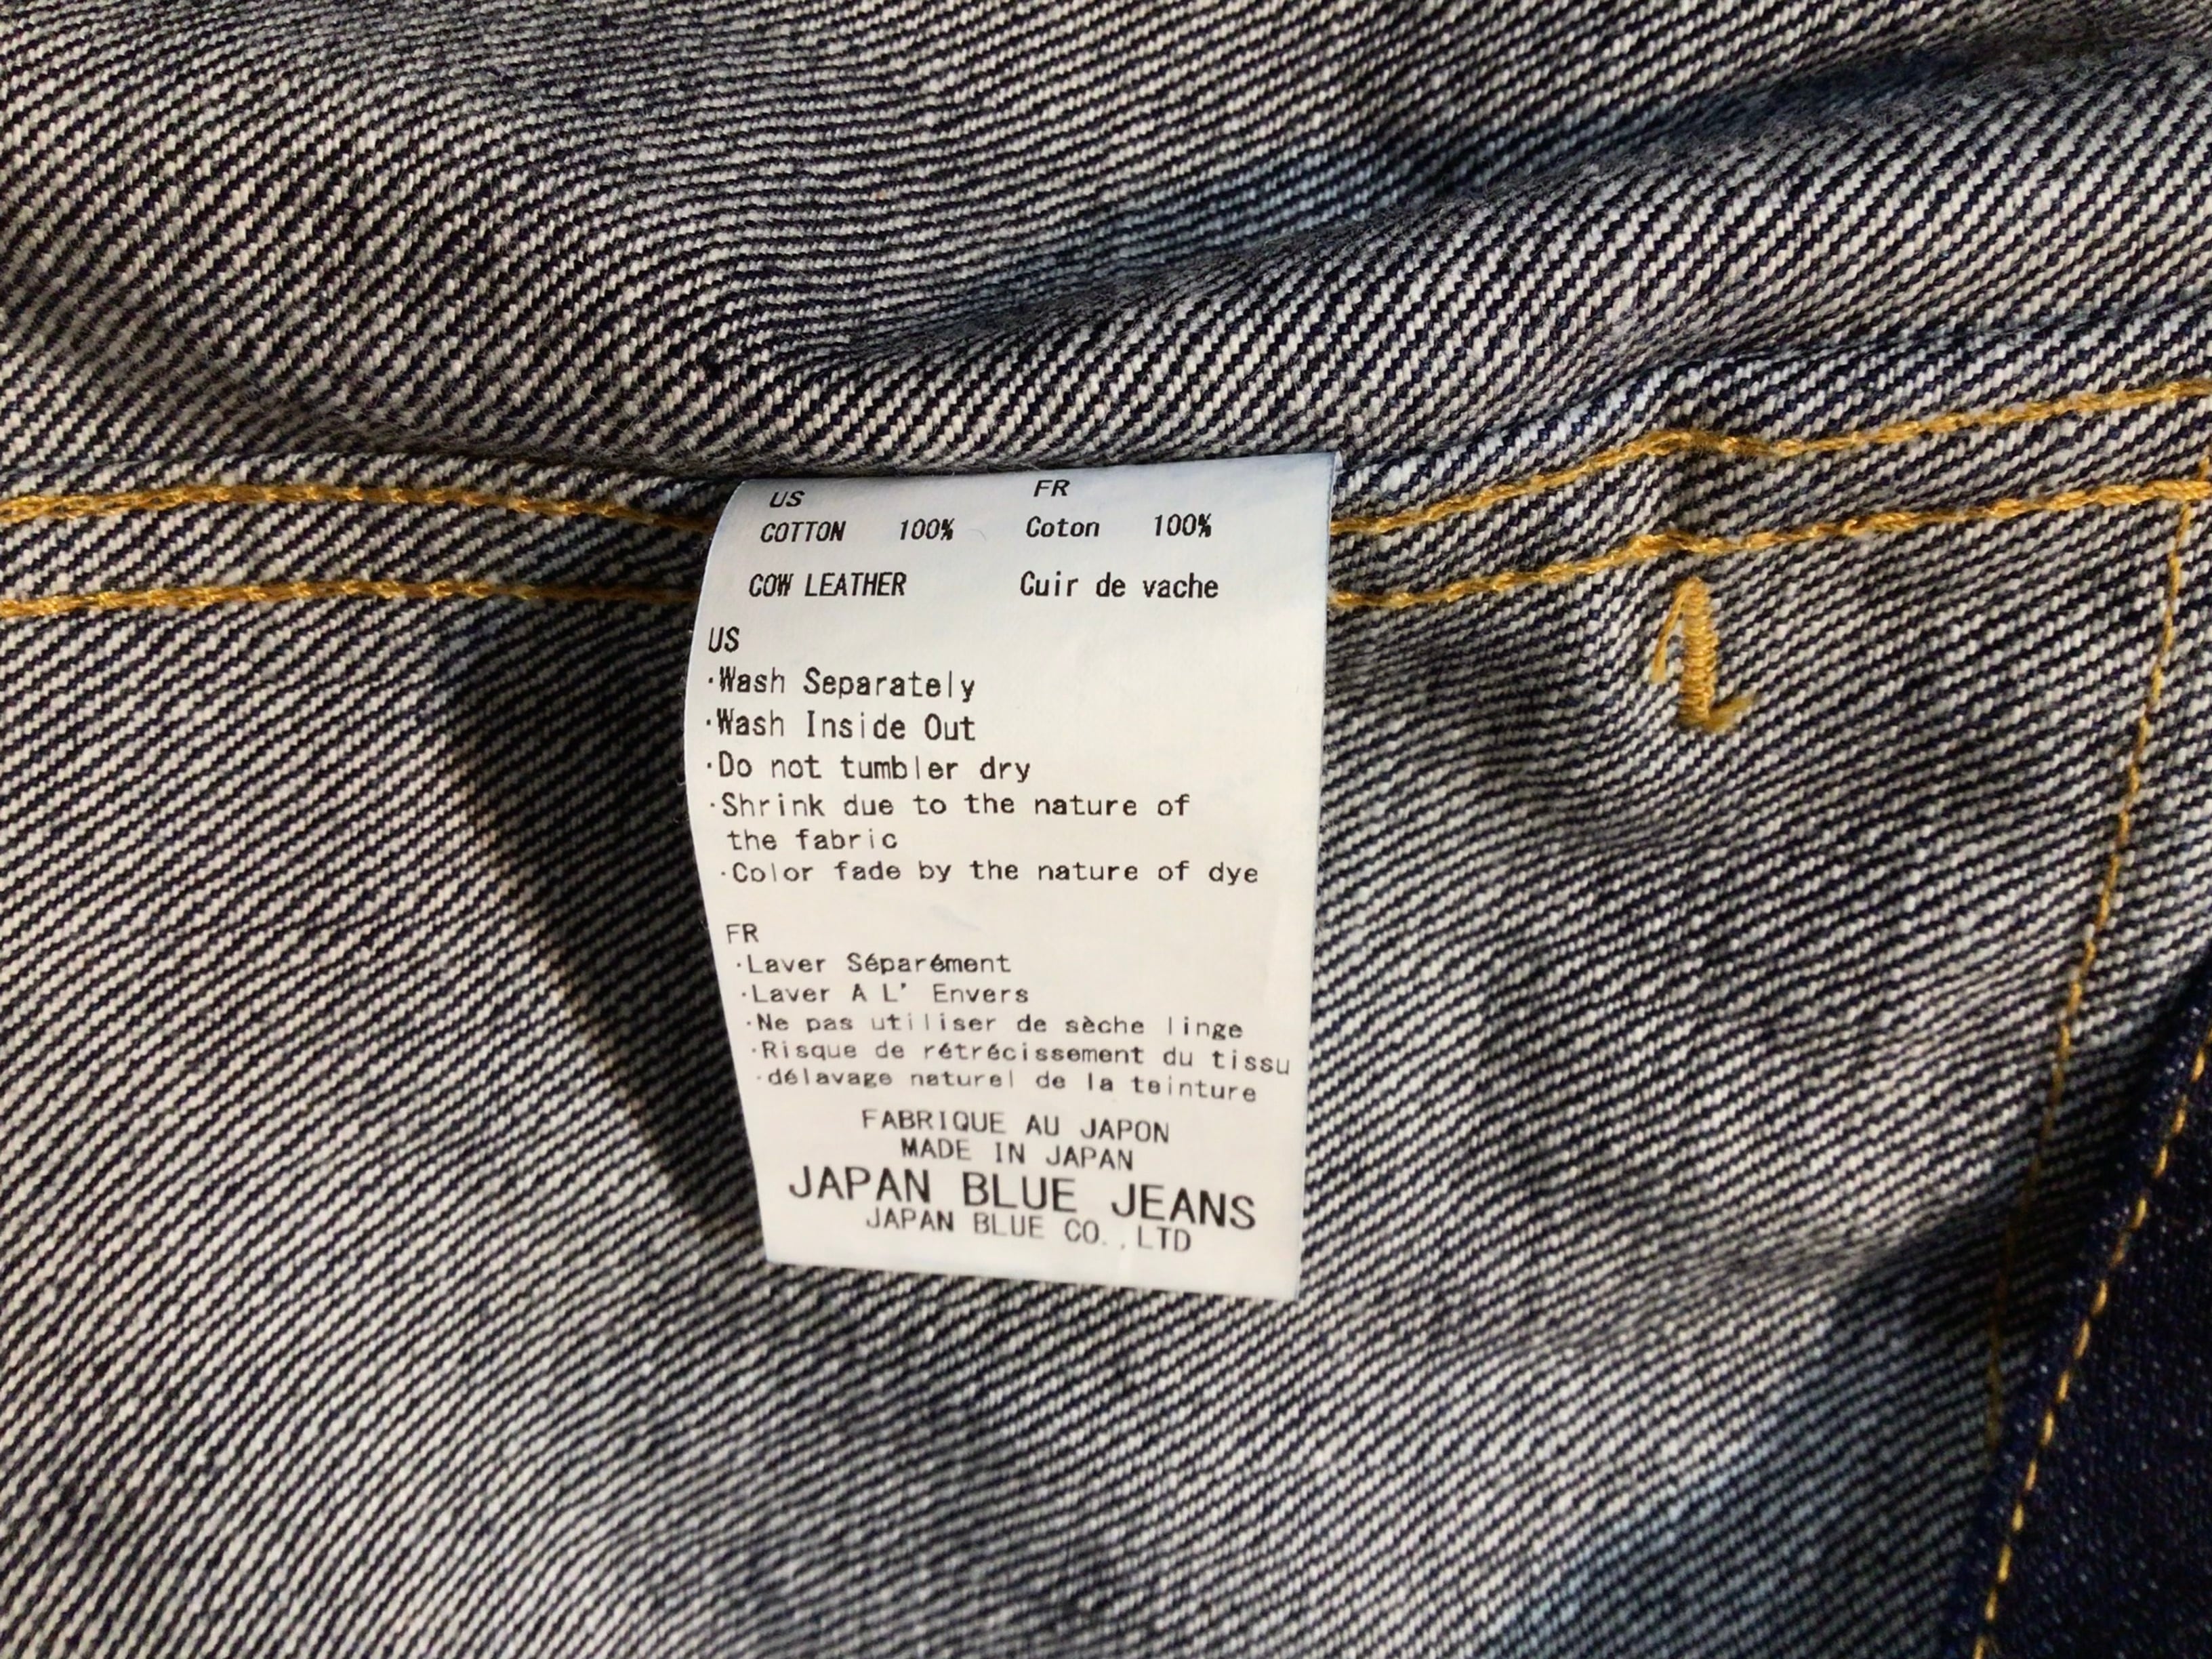 US FR
COTTON 100% Coton 100%
COW LEATHER Cuir de vache
US
·Wash Separately
·Wash Inside Out
·Do not tumbler dry
·Shrink due to the nature of
the fabric
·Color fade by the nature of dye
FR
·Laver Séparément
·Laver A L' Envers
·Ne pas utiliser de sèche linge
·Risque de rétrécissement du tissu
·délavage naturel de la teinture
FABRIQUE AU JAPON
MADE IN JAPAN
JAPAN BLUE JEANS
JAPAN BLUE CO.,LTD